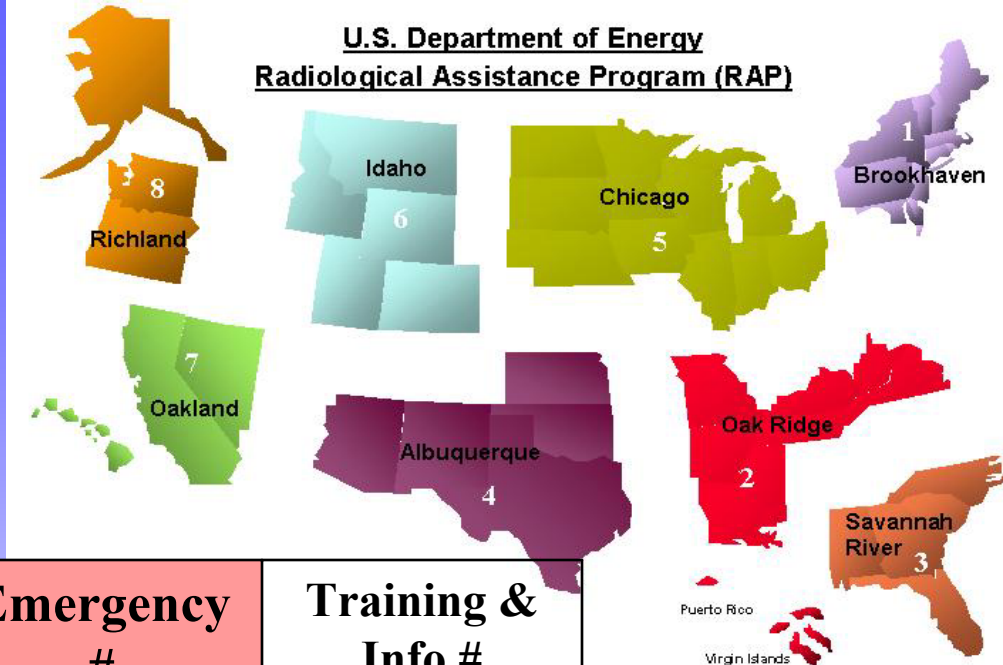 U.S. Department of Energy
Radiological Assistance Program (RAP)
1
Brookhaven
Idaho
6
Chicago
5
8
Richland
7
Oakland
Albuquerque
4
Oak Ridge
2
Savannah
River
3
Puerto Rico
Virgin Islands
Emergency
#
Training &
Info #